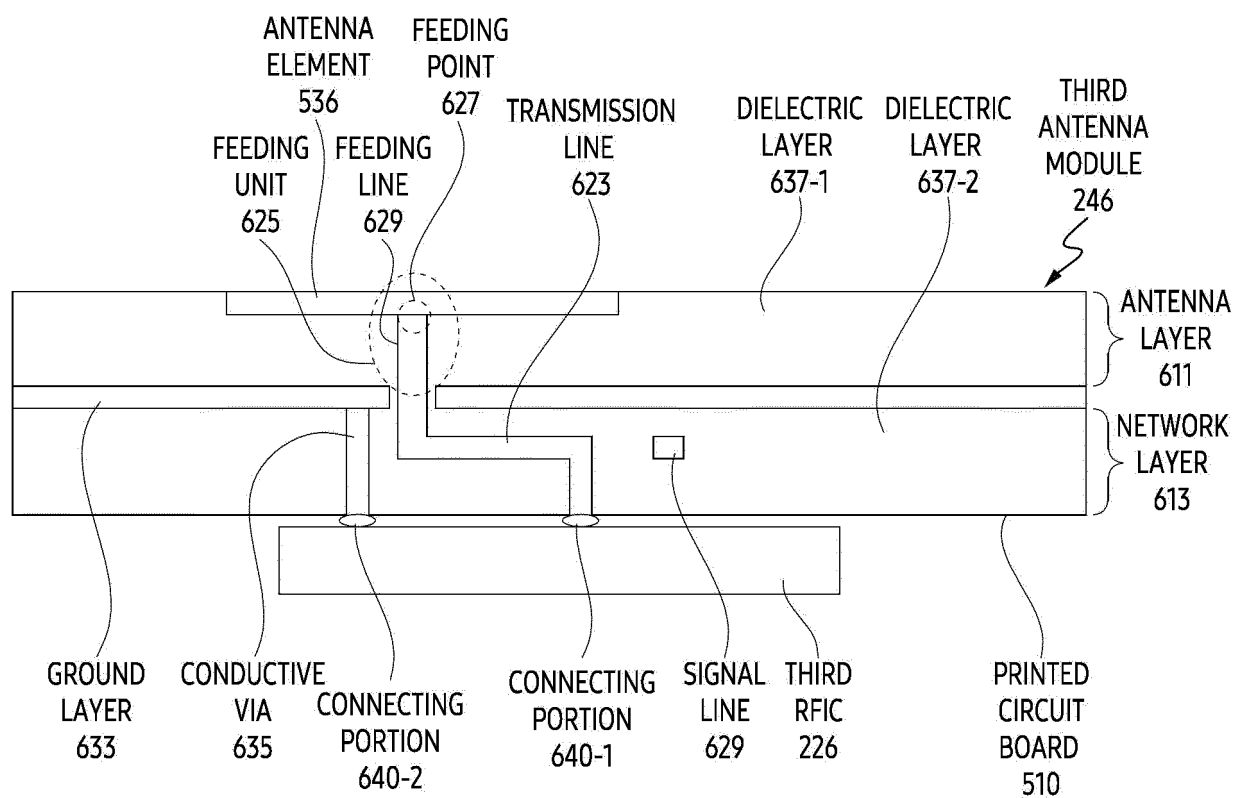 ANTENNA
ELEMENT
536
FEEDING
POINT
627
FEEDING
UNIT
625
FEEDING
LINE
629
TRANSMISSION
LINE
623
DIELECTRIC
LAYER
637-1
DIELECTRIC
LAYER
637-2
THIRD
ANTENNA
MODULE
246
ANTENNA
LAYER
611
NETWORK
LAYER
613
GROUND
LAYER
633
CONDUCTIVE
VIA
635
CONNECTING
PORTION
640-2
CONNECTING
PORTION
640-1
SIGNAL
LINE
629
THIRD
RFIC
226
PRINTED
CIRCUIT
BOARD
510